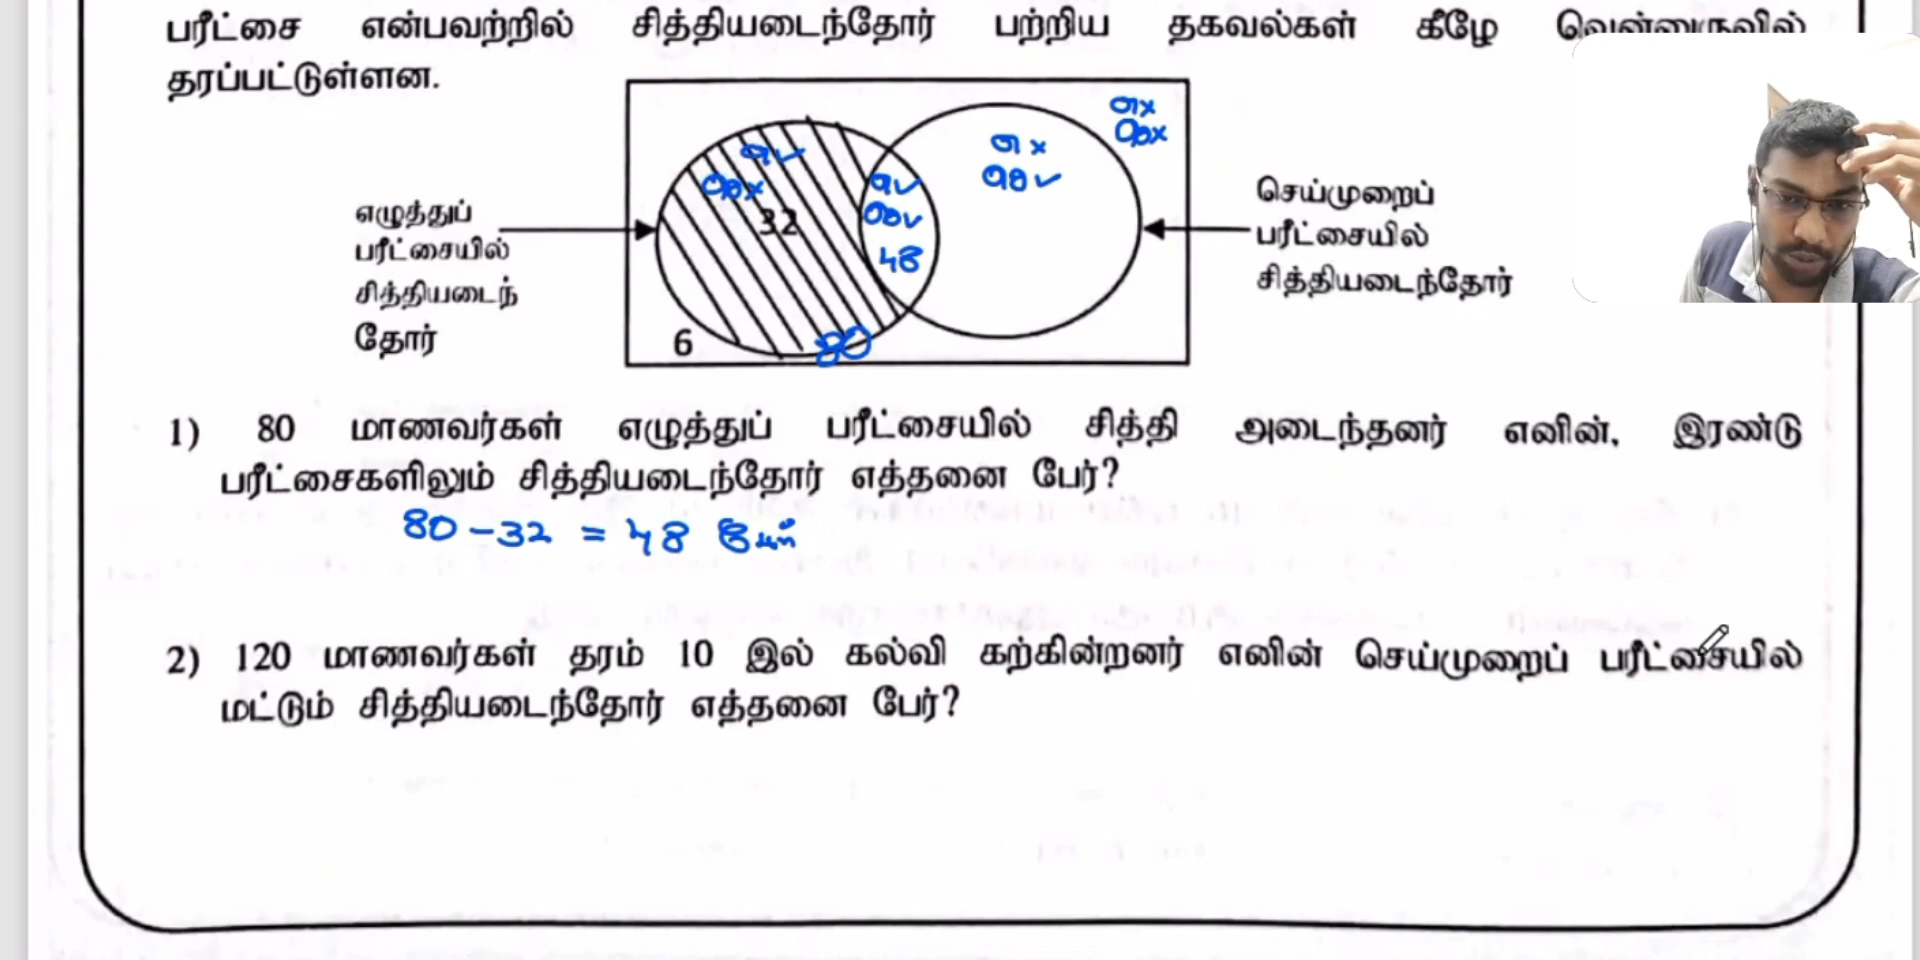 பரீட்சை என்பவற்றில் சித்தியடைந்தோர் பற்றிய தகவல்கள் கீழே வென்னுருவில்
தரப்பட்டுள்ளன.
எழுத்துப்
பரீட்சையில்
சித்தியடைந்
தோர்
எ✓
செ×
32
எ✓
செ✓
48
எ×
செ✓
எ×
செ×
80
6
செய்முறைப்
பரீட்சையில்
சித்தியடைந்தோர்
1) 80 மாணவர்கள் எழுத்துப் பரீட்சையில் சித்தி அடைந்தனர் எனின், இரண்டு
பரீட்சைகளிலும் சித்தியடைந்தோர் எத்தனை பேர்?
80 - 32 = 48 பேர்
2) 120 மாணவர்கள் தரம் 10 இல் கல்வி கற்கின்றனர் எனின் செய்முறைப் பரீட்சையில்
மட்டும் சித்தியடைந்தோர் எத்தனை பேர்?